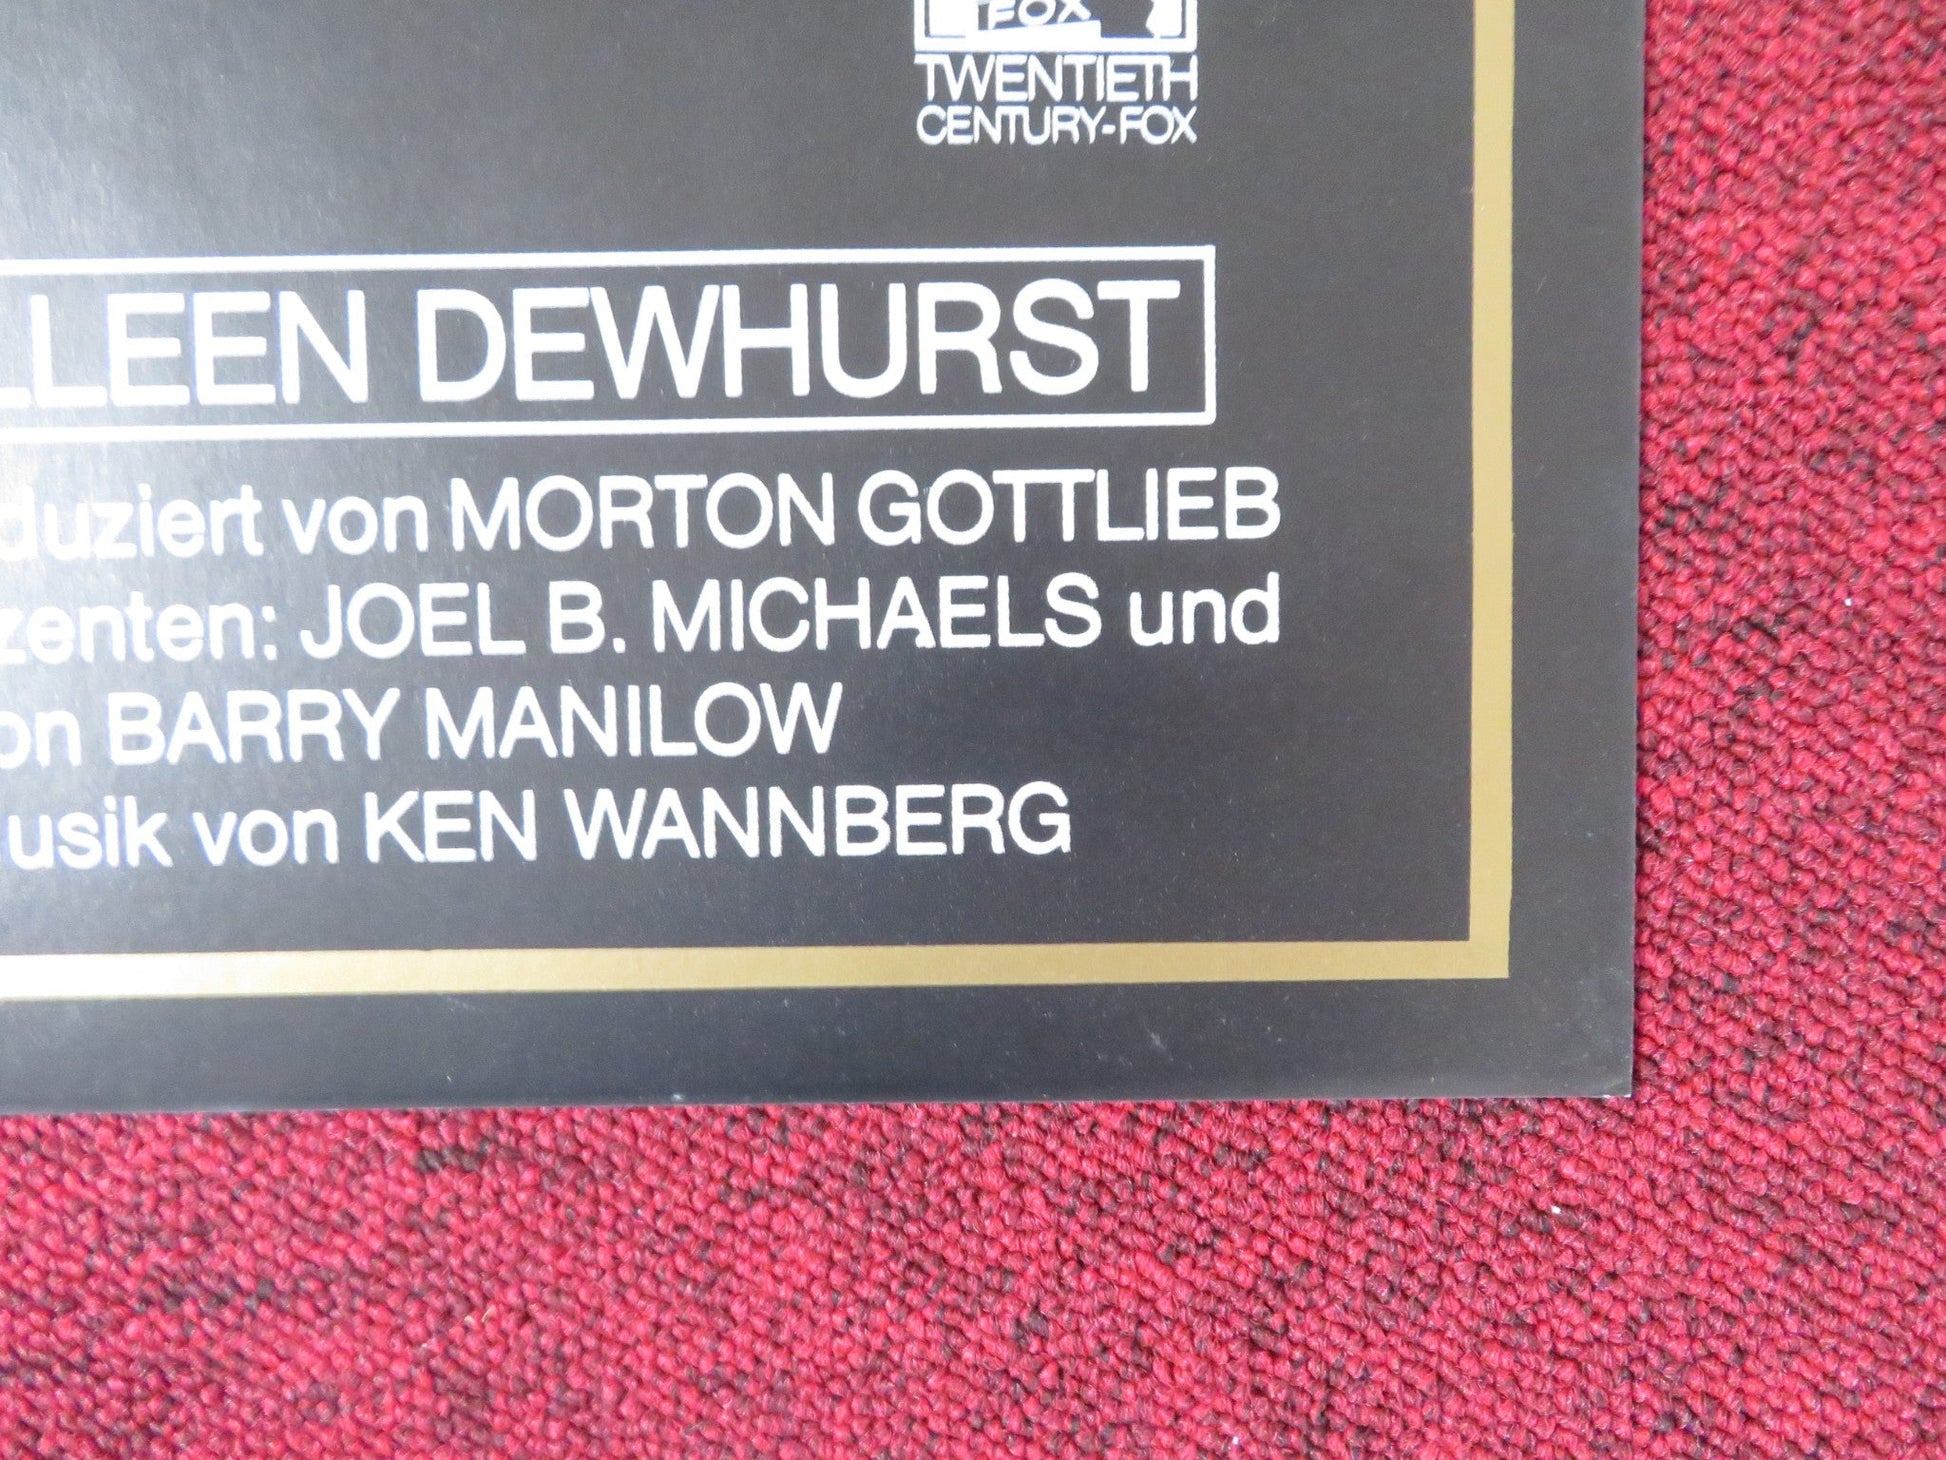 FOX
TWENTIETH
CENTURY-FOX
LLEEN DEWHURST
duziert von MORTON GOTTLIEB
zenten: JOEL B. MICHAELS und
on BARRY MANILOW
usik von KEN WANNBERG